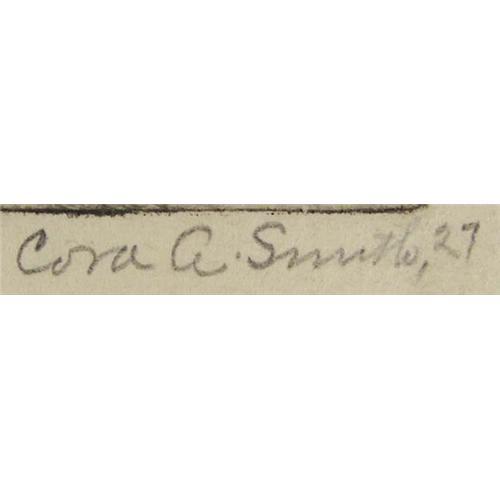 Cora A. Smith, 27